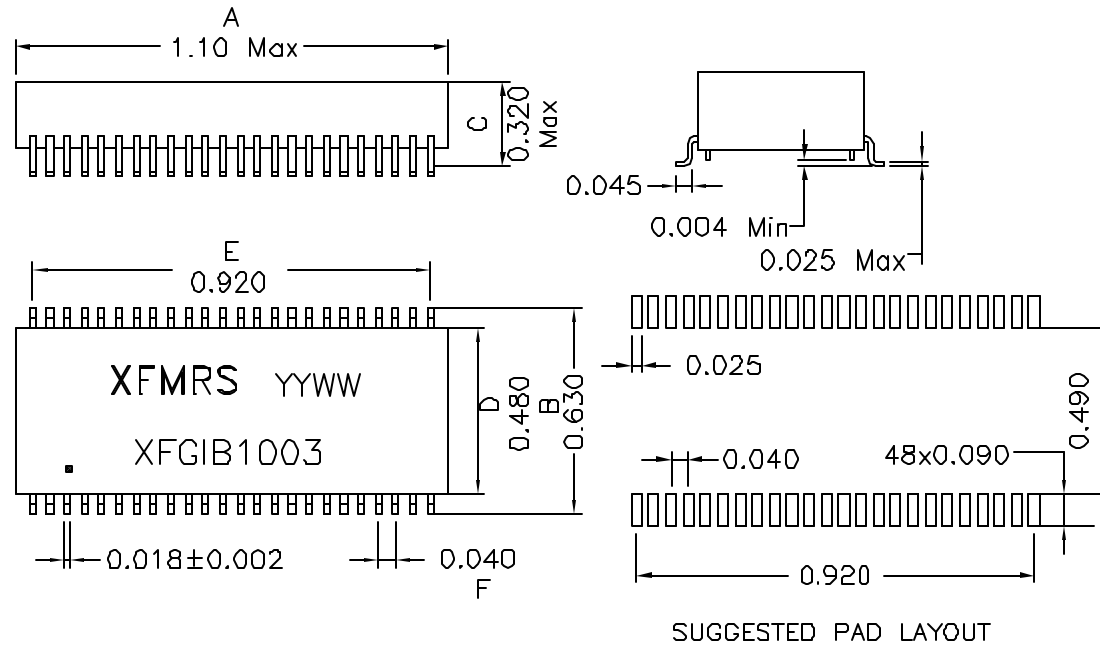 A
1.10 Max
C
0.320
Max
0.045
0.004 Min
0.025 Max
E
0.920
XFMRS YYWW
XFGIB1003
D
0.480
B
0.630
0.018±0.002
0.040
F
0.025
0.490
0.040
48x0.090
0.920
SUGGESTED PAD LAYOUT